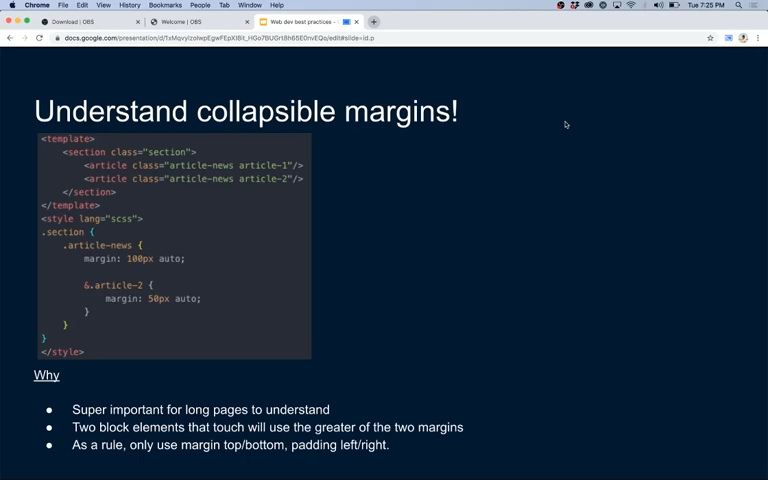 Chrome File Edit View History Bookmarks People Tab Window Help
Tue 7:25 PM
Download | OBS
Welcome | OBS
Web dev best practices -
Understand collapsible margins!
<template>
<section class="section">
<article class="article-news article-1"/>
<article class="article-news article-2"/>
</section>
</template>
<style lang="scss">
.section {
.article-news {
margin: 100px auto;
&.article-2 {
margin: 50px auto;
}
}
}
</style>
Why
● Super important for long pages to understand
● Two block elements that touch will use the greater of the two margins
● As a rule, only use margin top/bottom, padding left/right.